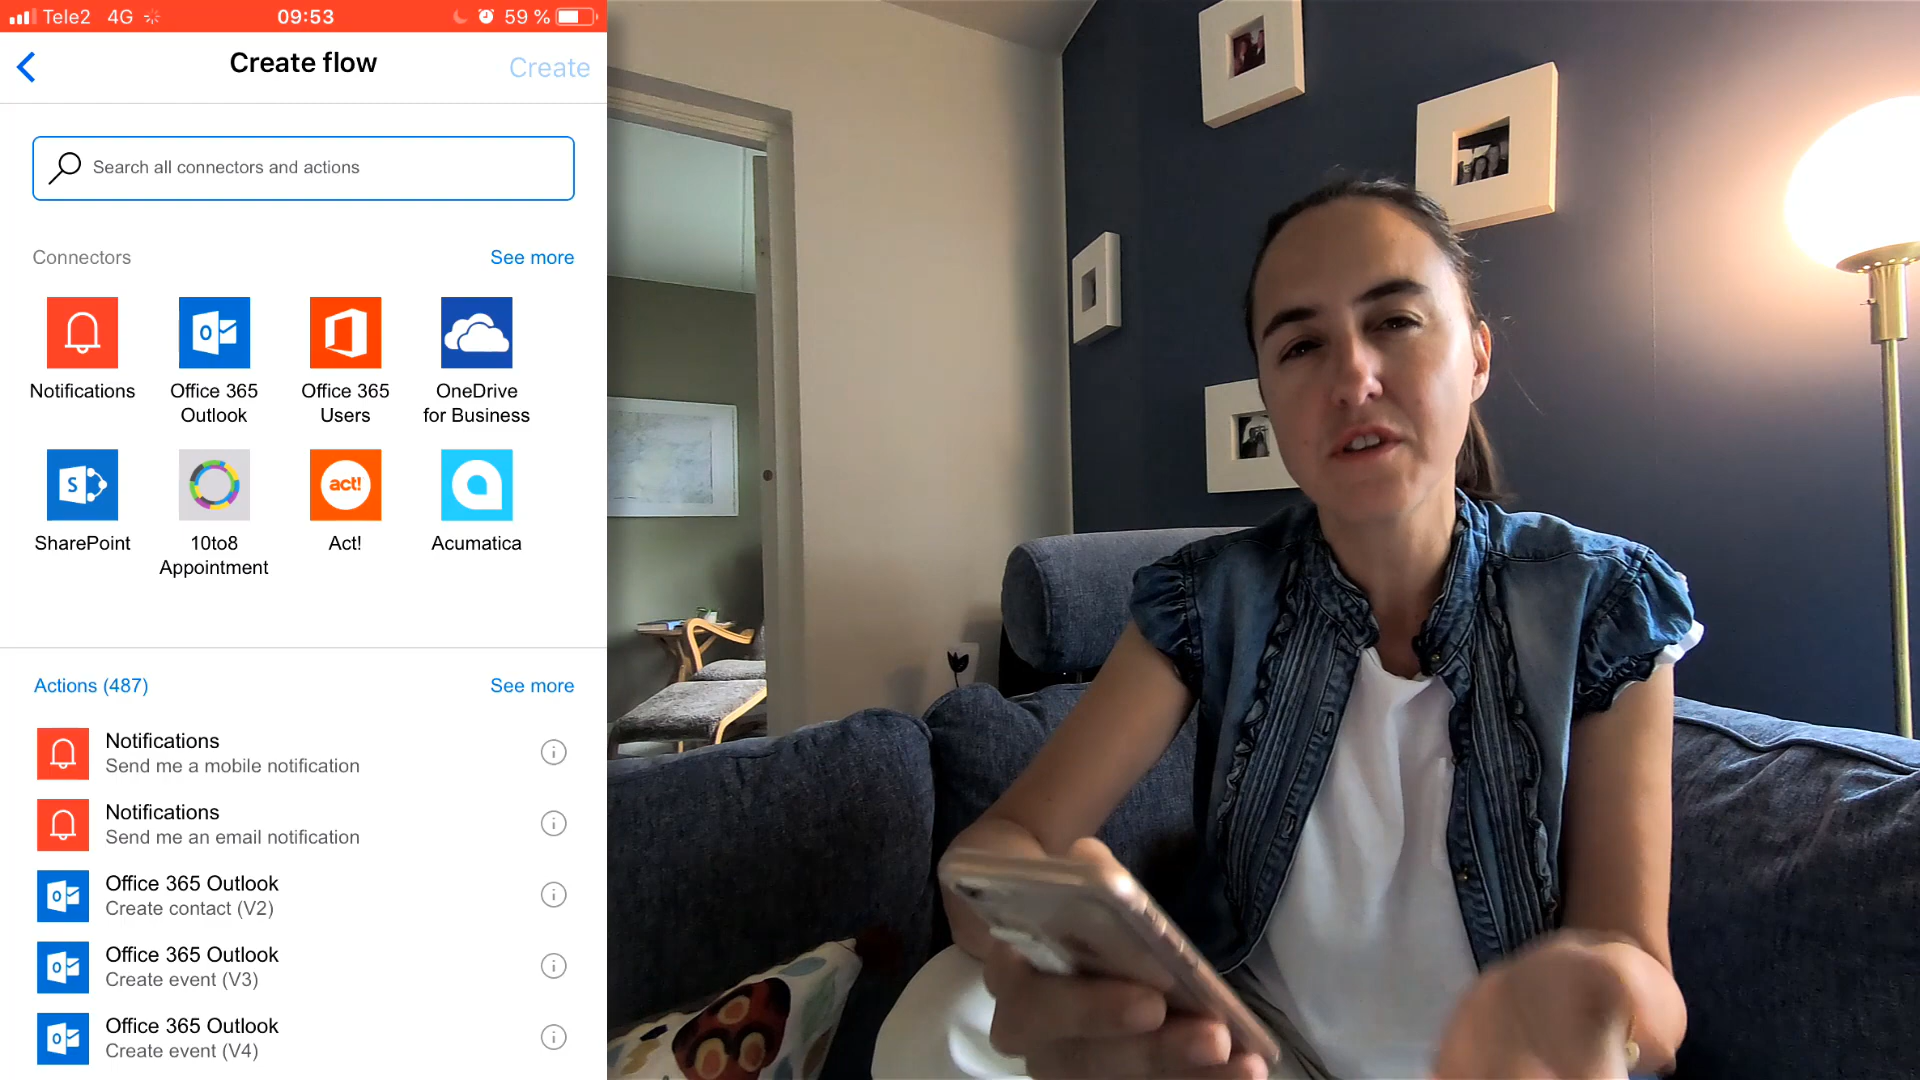 Tele2 4G 09:53 59 %
Create flow Create
Search all connectors and actions
Connectors See more
Notifications Office 365 Outlook Office 365 Users OneDrive for Business
act!
SharePoint 10to8 Appointment Act! Acumatica
Actions (487) See more
Notifications
Send me a mobile notification
Notifications
Send me an email notification
Office 365 Outlook
Create contact (V2)
Office 365 Outlook
Create event (V3)
Office 365 Outlook
Create event (V4)